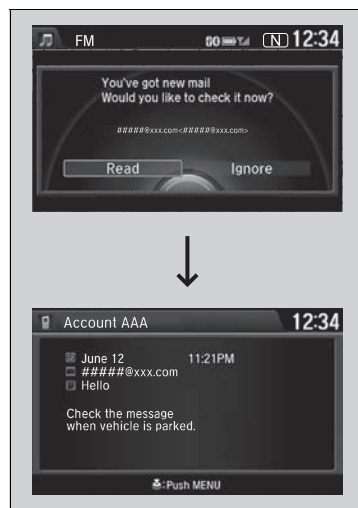 FM
N 12:34
You've got new mail
Would you like to check it now?
#####@xxx.com<#####@xxx.com>
Read Ignore
Account AAA 12:34
June 12 11:21PM
#####@xxx.com
Hello
Check the message
when vehicle is parked.
:Push MENU